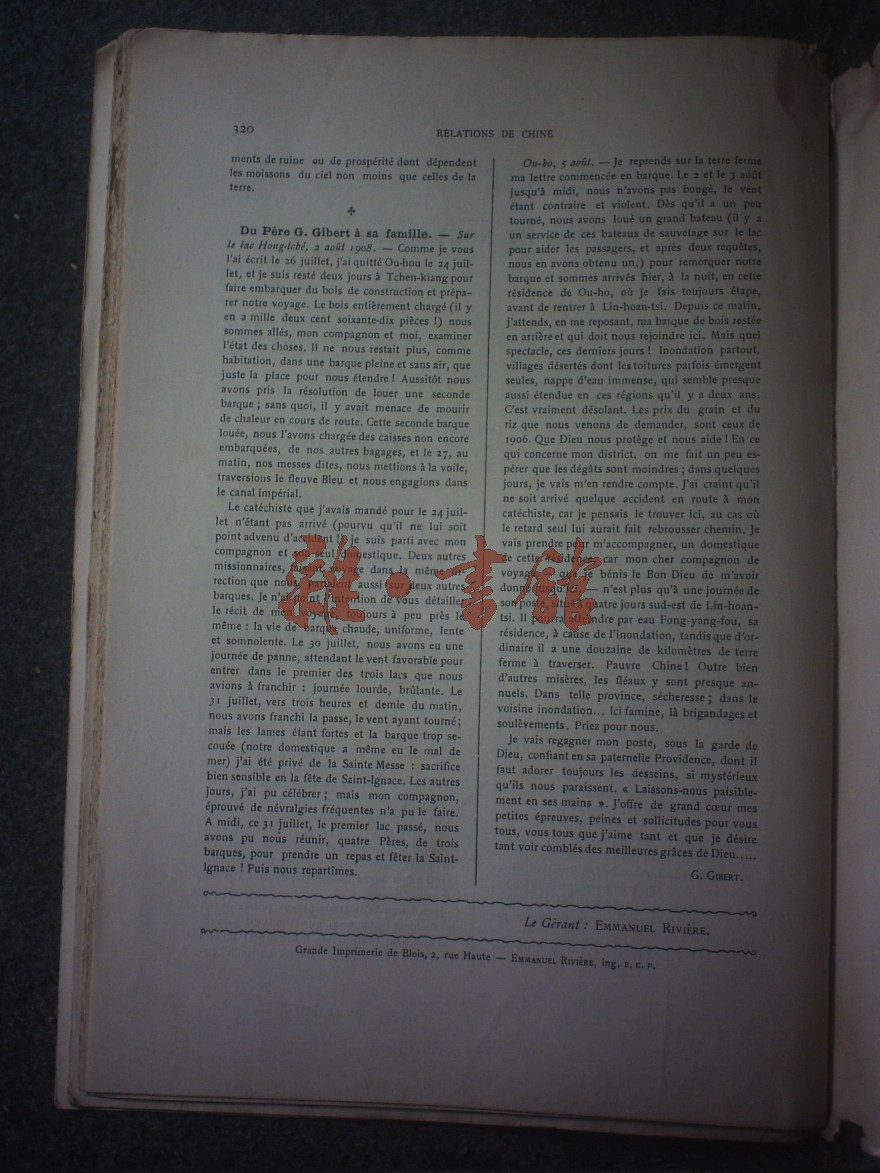 320
RELATIONS DE CHINE
ments de ruine ou de prospérité dont dépendent
les moissons du ciel non moins que celles de la
terre.
Du Père G. Gibert à sa famille. — Sur
le lac Hong-tché, 2 août 1908. — Comme je vous
l'ai écrit le 26 juillet, j'ai quitté Ou-hou le 24 juil-
let, et je suis resté deux jours à Tchen-kiang pour
faire embarquer du bois de construction et prépa-
rer notre voyage. Le bois entièrement chargé (il y
en a mille deux cent soixante-dix pièces !) nous
sommes allés, mon compagnon et moi, examiner
l'état des choses. Il ne nous restait plus, comme
habitation, dans une barque pleine et sans air, que
juste la place pour nous étendre ! Aussitôt nous
avons pris la résolution de louer une seconde
barque ; sans quoi, il y avait menace de mourir
de chaleur en cours de route. Cette seconde barque
louée, nous l'avons chargée des caisses non encore
embarquées, de nos autres bagages, et le 27, au
matin, nos messes dites, nous mettions à la voile,
traversions le fleuve Bleu et nous engagions dans
le canal Impérial.
Le catéchiste que j'avais mandé pour le 24 juil-
let n'étant pas arrivé (pourvu qu'il ne lui soit
point advenu d'accident !) je suis parti avec mon
compagnon et son seul domestique. Deux autres
missionnaires, faisant voyage dans la même di-
rection que nous, partaient aussi sur deux autres
barques. Je n'ai point l'intention de vous détailler
le récit de mon voyage, toujours à peu près le
même : la vie de barque chaude, uniforme, lente
et somnolente. Le 30 juillet, nous avons eu une
journée de panne, attendant le vent favorable pour
entrer dans le premier des trois lacs que nous
avions à franchir : journée lourde, brûlante. Le
31 juillet, vers trois heures et demie du matin,
nous avons franchi la passe, le vent ayant tourné ;
mais les lames étant fortes et la barque trop se-
couée (notre domestique a même eu le mal de
mer) j'ai été privé de la Sainte Messe : sacrifice
bien sensible en la fête de Saint-Ignace. Les autres
jours, j'ai pu célébrer ; mais mon compagnon,
éprouvé de névralgies fréquentes n'a pu le faire.
A midi, ce 31 juillet, le premier lac passé, nous
avons pu nous réunir, quatre Pères, de trois
barques, pour prendre un repas et fêter la Saint-
Ignace ! Puis nous repartîmes.
Ou-ho, 5 août. — Je reprends sur la terre ferme
ma lettre commencée en barque. Le 2 et le 3 août
jusqu'à midi, nous n'avons pas bougé, le vent
étant contraire et violent. Dès qu'il a un peu
tourné, nous avons loué un grand bateau (il y a
un service de ces bateaux de sauvetage sur le lac
pour aider les passagers, et après deux requêtes,
nous en avons obtenu un,) pour remorquer notre
barque et sommes arrivés hier, à la nuit, en cette
résidence de Ou-ho, où je fais toujours étape,
avant de rentrer à Lin-hoan-tsi. Depuis ce matin,
j'attends, en me reposant, ma barque de bois restée
en arrière et qui doit nous rejoindre ici. Mais quel
spectacle, ces derniers jours ! Inondation partout,
villages désertés dont les toitures parfois émergent
seules, nappe d'eau immense, qui semble presque
aussi étendue en ces régions qu'il y a deux ans.
C'est vraiment désolant. Les prix du grain et du
riz que nous venons de demander, sont ceux de
1906. Que Dieu nous protège et nous aide ! En ce
qui concerne mon district, on me fait un peu es-
pérer que les dégâts sont moindres ; dans quelques
jours, je vais m'en rendre compte. J'ai craint qu'il
ne soit arrivé quelque accident en route à mon
catéchiste, car je pensais le trouver ici, au cas où
le retard seul lui aurait fait rebrousser chemin. Je
vais prendre pour m'accompagner, un domestique
de cette résidence, car mon cher compagnon de
voyage — que je bénis le Bon Dieu de m'avoir
donné jusqu'ici — n'est plus qu'à une journée de
son poste, situé à quatre jours sud-est de Lin-hoan-
tsi. Il pourra atteindre par eau Fong-yang-fou, sa
résidence, à cause de l'inondation, tandis que d'or-
dinaire il a une douzaine de kilomètres de terre
ferme à traverser. Pauvre Chine ! Outre bien
d'autres misères, les fléaux y sont presque an-
nuels. Dans telle province, sécheresse ; dans le
voisine inondation... Ici famine, là brigandages et
soulèvements. Priez pour nous.
Je vais regagner mon poste, sous la garde de
Dieu, confiant en sa paternelle Providence, dont il
faut adorer toujours les desseins, si mystérieux
qu'ils nous paraissent. « Laissons-nous paisible-
ment en ses mains ». J'offre de grand cœur mes
petites épreuves, peines et sollicitudes pour vous
tous, vous tous que j'aime tant et que je désire
tant voir comblés des meilleures grâces de Dieu.....
G. GIBERT.
Le Gérant : EMMANUEL RIVIÈRE.
Grande Imprimerie de Blois, 2, rue Haute — EMMANUEL RIVIÈRE, ing. E. C. P.
雜·書館